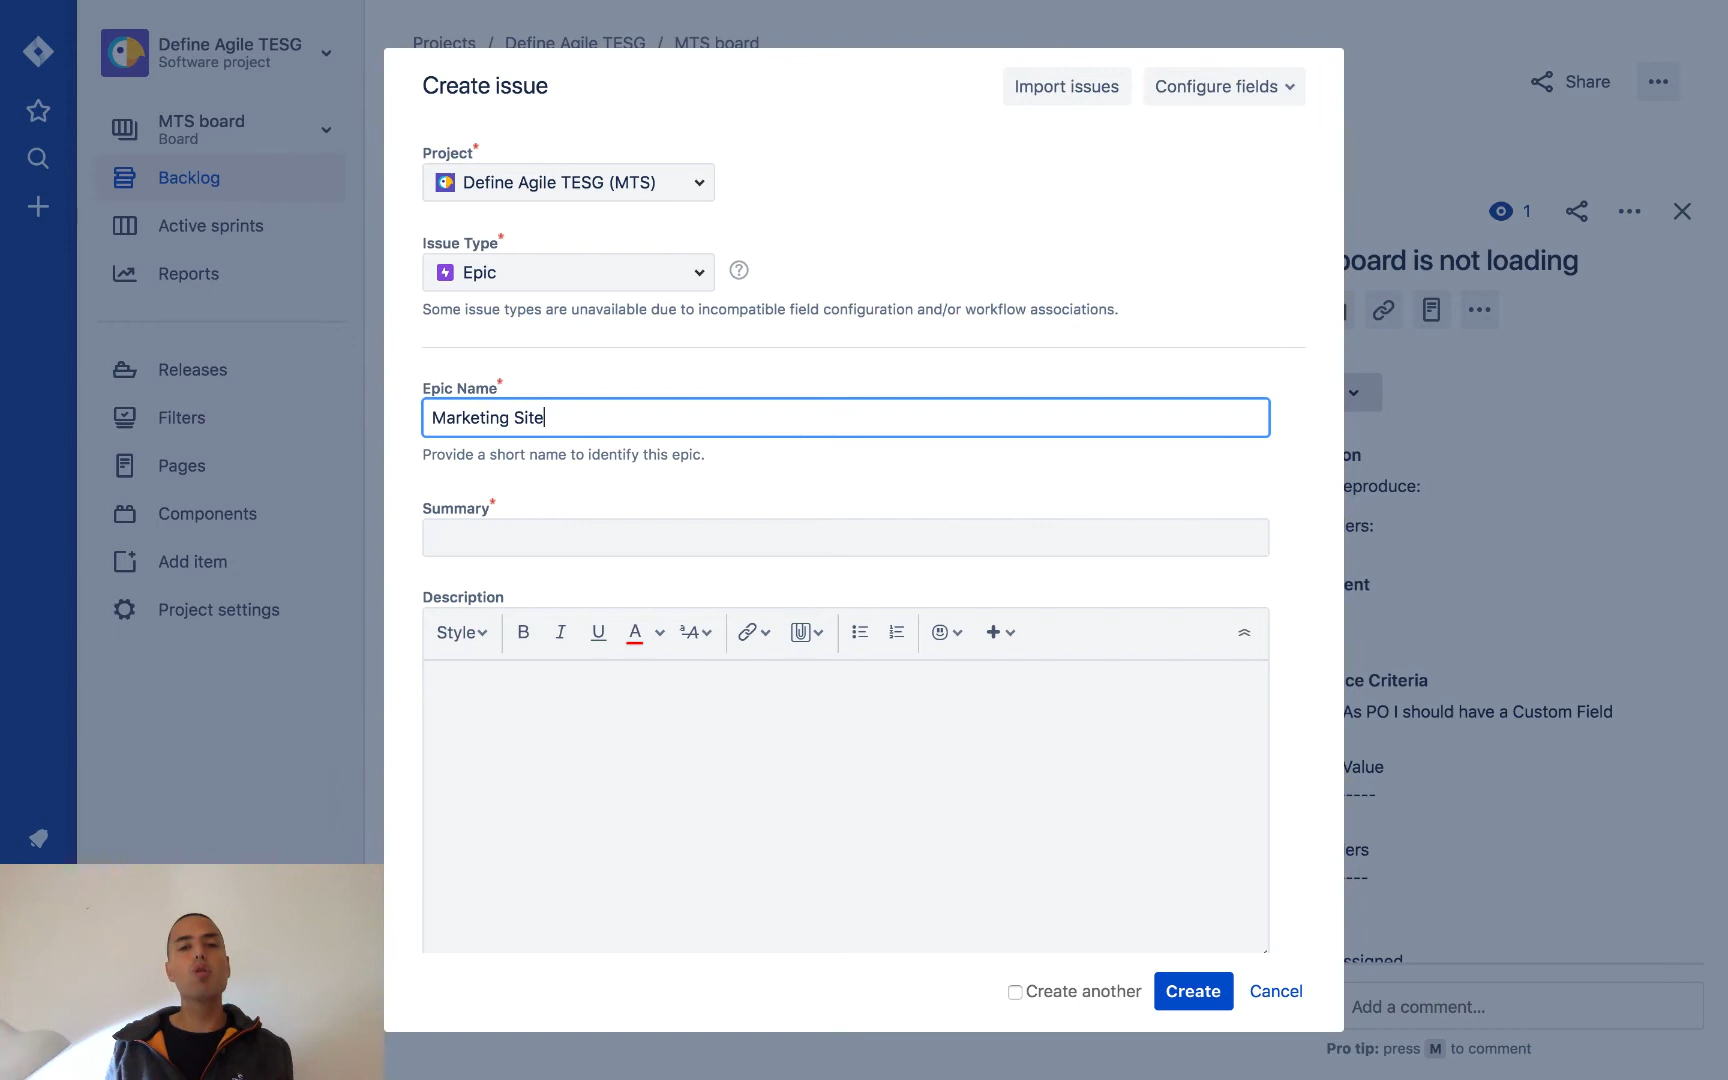 Define Agile TESG
Software project
MTS board
Board
Backlog
Active sprints
Reports
Releases
Filters
Pages
Components
Add item
Project settings
Projects / Define Agile TESG / MTS board
Share
1
board is not loading
on
eproduce:
ers:
ent
ce Criteria
As PO I should have a Custom Field
Value
-----
ers
----
ssigned
Add a comment...
Pro tip: press M to comment
Create issue
Import issues
Configure fields
Project*
Define Agile TESG (MTS)
Issue Type*
Epic
Some issue types are unavailable due to incompatible field configuration and/or workflow associations.
Epic Name*
Marketing Site
Provide a short name to identify this epic.
Summary*
Description
Style B I U A
Create another
Create
Cancel